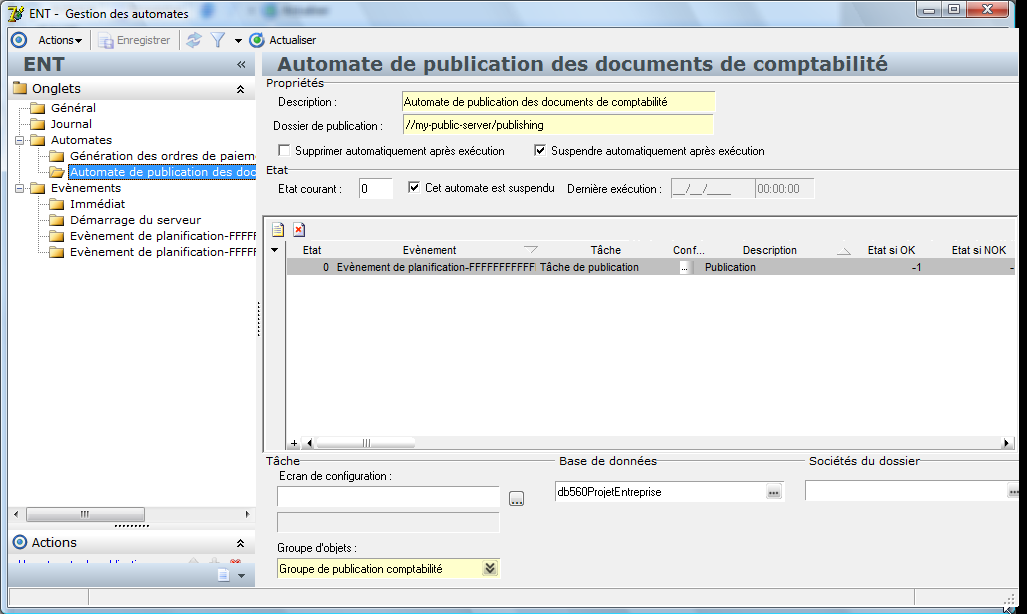 ENT - Gestion des automates
Actions Enregistrer Actualiser
ENT «
Onglets
Général
Journal
Automates
Génération des ordres de paiem
Automate de publication des doc
Evènements
Immédiat
Démarrage du serveur
Evènement de planification-FFFFF
Evènement de planification-FFFFF
Actions
Automate de publication des documents de comptabilité
Propriétés
Description : Automate de publication des documents de comptabilité
Dossier de publication : //my-public-server/publishing
Supprimer automatiquement après exécution Suspendre automatiquement après exécution
Etat
Etat courant : 0 Cet automate est suspendu Dernière exécution : __/__/____ 00:00:00
Etat Evènement Tâche Conf... Description Etat si OK Etat si NOK
0 Evènement de planification-FFFFFFFFFFF Tâche de publication ... Publication -1 -
Tâche
Ecran de configuration :
...
Groupe d'objets :
Groupe de publication comptabilité
Base de données
db560ProjetEntreprise ...
Sociétés du dossier
...